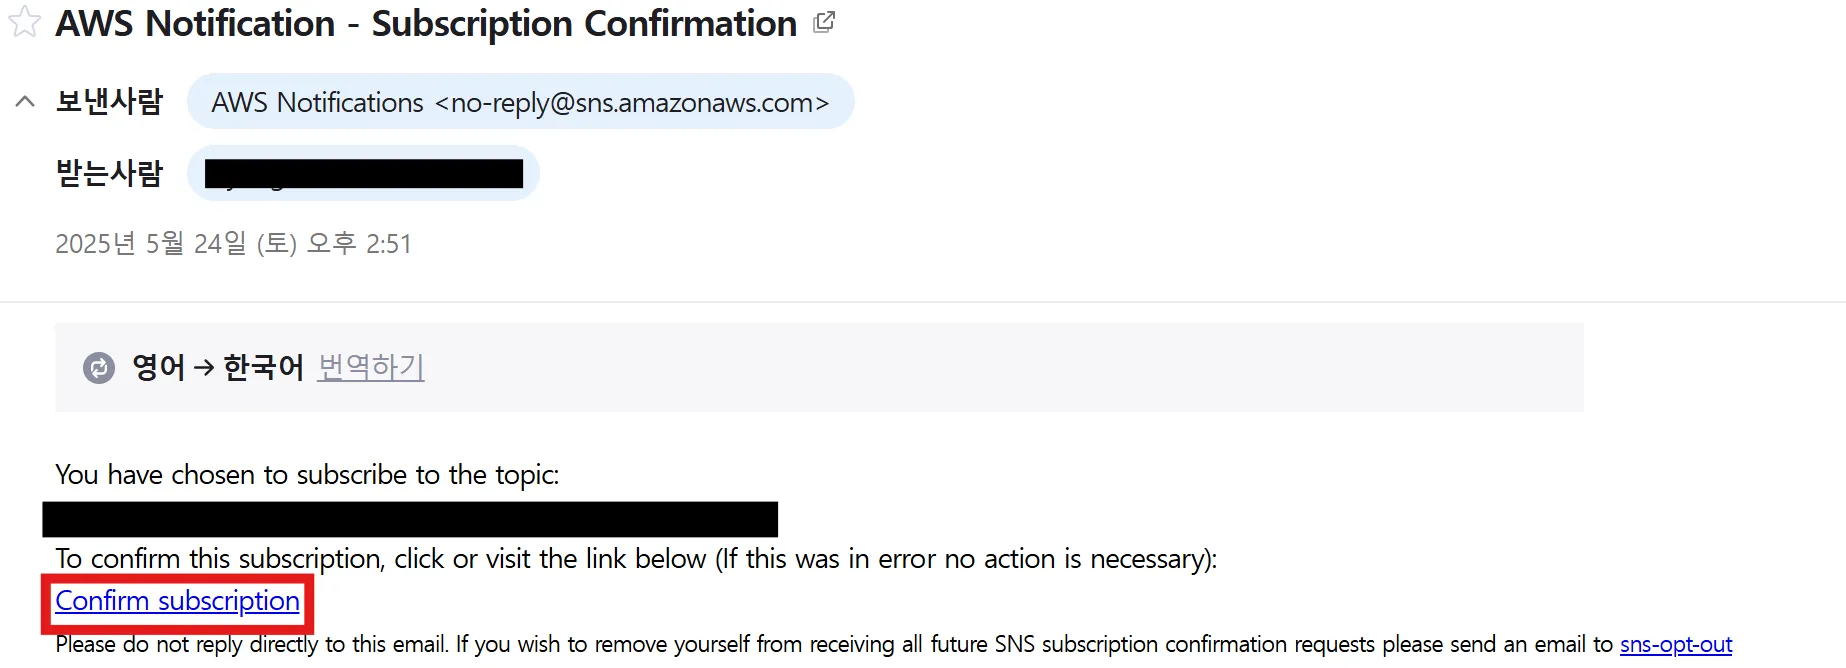 AWS Notification - Subscription Confirmation
보낸사람 AWS Notifications <no-reply@sns.amazonaws.com>
받는사람
2025년 5월 24일 (토) 오후 2:51
영어 → 한국어 번역하기
You have chosen to subscribe to the topic:
To confirm this subscription, click or visit the link below (If this was in error no action is necessary):
Confirm subscription
Please do not reply directly to this email. If you wish to remove yourself from receiving all future SNS subscription confirmation requests please send an email to sns-opt-out